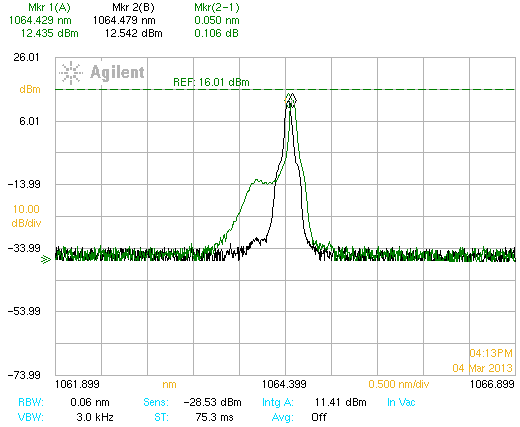 Mkr 1(A) Mkr 2(B) Mkr(2-1)
1064.429 nm 1064.479 nm 0.050 nm
12.435 dBm 12.542 dBm 0.106 dB
26.01
Agilent
dBm
REF: 16.01 dBm
6.01
-13.99
10.00
dB/div
-33.99
-53.99
04:13PM
04 Mar 2013
-73.99
1061.899 nm 1064.399 0.500 nm/div 1066.899
RBW: 0.06 nm Sens: -28.53 dBm Intg A: 11.41 dBm In Vac
VBW: 3.0 kHz ST: 75.3 ms Avg: Off